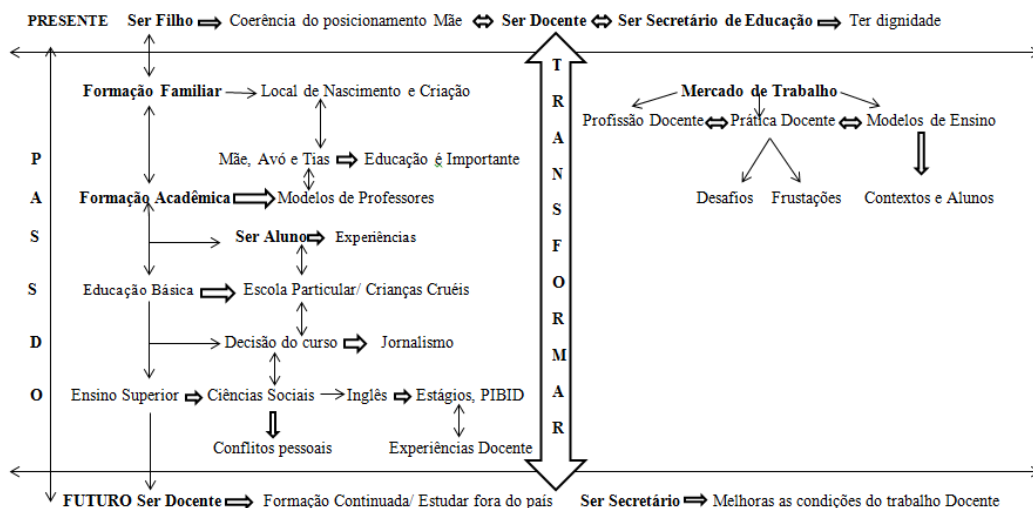 PRESENTE Ser Filho Coerência do posicionamento Mãe Ser Docente Ser Secretário de Educação Ter dignidade
Formação Familiar Local de Nascimento e Criação
Mãe, Avó e Tias Educação é Importante
Formação Acadêmica Modelos de Professores
Ser Aluno Experiências
Educação Básica Escola Particular/ Crianças Cruéis
Decisão do curso Jornalismo
Ensino Superior Ciências Sociais Inglês Estágios, PIBID
Conflitos pessoais Experiências Docente
PASSADO
TRANSFORMAR
Mercado de Trabalho
Profissão Docente Prática Docente Modelos de Ensino
Desafios Frustações Contextos e Alunos
FUTURO Ser Docente Formação Continuada/ Estudar fora do país Ser Secretário Melhoras as condições do trabalho Docente